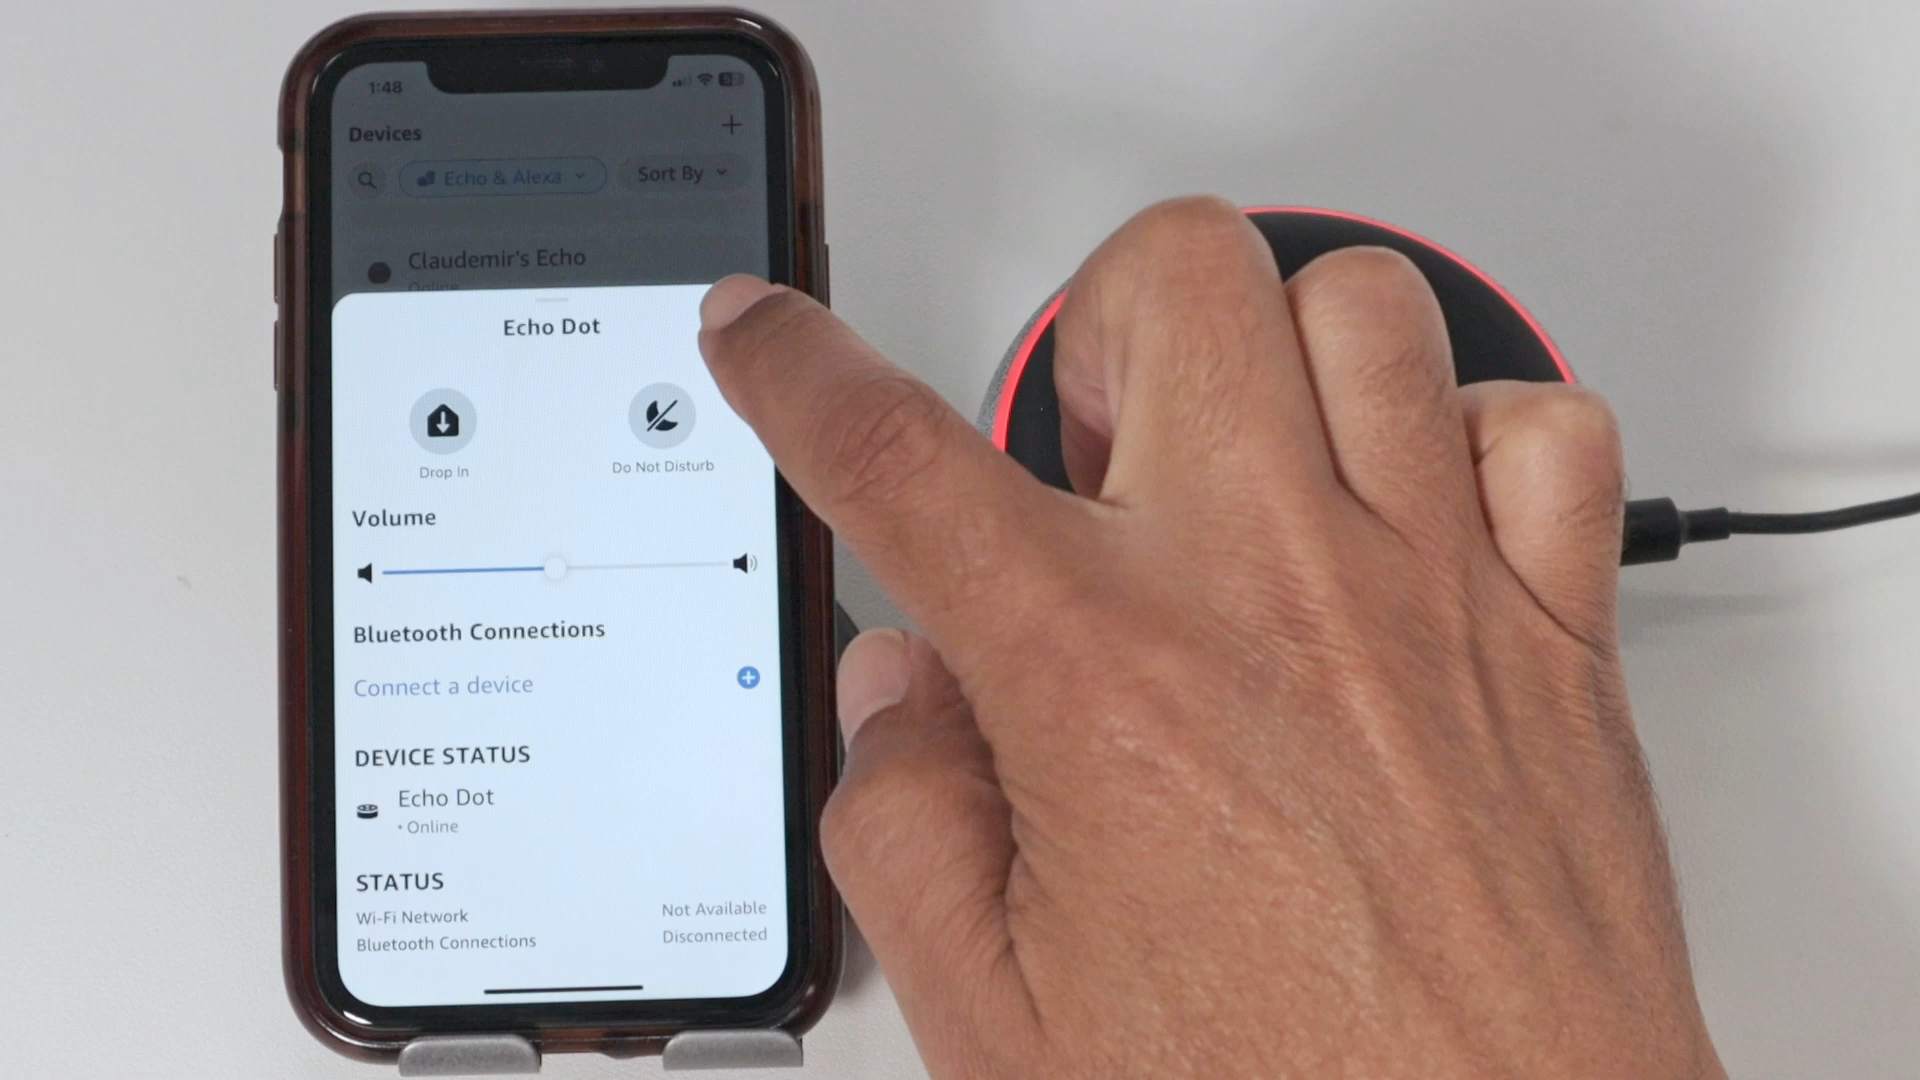 1:48
Devices
Echo & Alexa
Sort By
Claudemir's Echo
Online
Echo Dot
Drop In
Do Not Disturb
Volume
Bluetooth Connections
Connect a device
DEVICE STATUS
Echo Dot
• Online
STATUS
Wi-Fi Network Not Available
Bluetooth Connections Disconnected